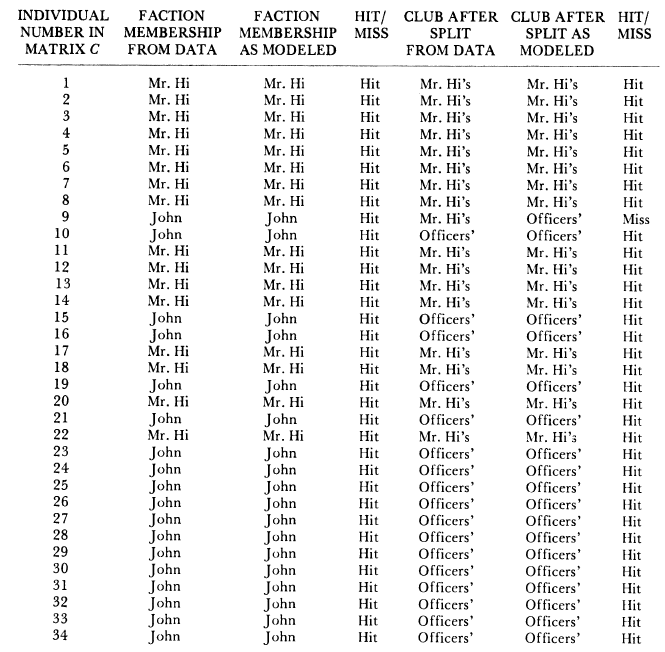 INDIVIDUAL FACTION FACTION HIT/ CLUB AFTER CLUB AFTER HIT/
NUMBER IN MEMBERSHIP MEMBERSHIP MISS SPLIT SPLIT AS MISS
MATRIX C FROM DATA AS MODELED FROM DATA MODELED
1 Mr. Hi Mr. Hi Hit Mr. Hi's Mr. Hi's Hit
2 Mr. Hi Mr. Hi Hit Mr. Hi's Mr. Hi's Hit
3 Mr. Hi Mr. Hi Hit Mr. Hi's Mr. Hi's Hit
4 Mr. Hi Mr. Hi Hit Mr. Hi's Mr. Hi's Hit
5 Mr. Hi Mr. Hi Hit Mr. Hi's Mr. Hi's Hit
6 Mr. Hi Mr. Hi Hit Mr. Hi's Mr. Hi's Hit
7 Mr. Hi Mr. Hi Hit Mr. Hi's Mr. Hi's Hit
8 Mr. Hi Mr. Hi Hit Mr. Hi's Mr. Hi's Hit
9 John John Hit Mr. Hi's Officers' Miss
10 John John Hit Officers' Officers' Hit
11 Mr. Hi Mr. Hi Hit Mr. Hi's Mr. Hi's Hit
12 Mr. Hi Mr. Hi Hit Mr. Hi's Mr. Hi's Hit
13 Mr. Hi Mr. Hi Hit Mr. Hi's Mr. Hi's Hit
14 Mr. Hi Mr. Hi Hit Mr. Hi's Mr. Hi's Hit
15 John John Hit Officers' Officers' Hit
16 John John Hit Officers' Officers' Hit
17 Mr. Hi Mr. Hi Hit Mr. Hi's Mr. Hi's Hit
18 Mr. Hi Mr. Hi Hit Mr. Hi's Mr. Hi's Hit
19 John John Hit Officers' Officers' Hit
20 Mr. Hi Mr. Hi Hit Mr. Hi's Mr. Hi's Hit
21 John John Hit Officers' Officers' Hit
22 Mr. Hi Mr. Hi Hit Mr. Hi's Mr. Hi's Hit
23 John John Hit Officers' Officers' Hit
24 John John Hit Officers' Officers' Hit
25 John John Hit Officers' Officers' Hit
26 John John Hit Officers' Officers' Hit
27 John John Hit Officers' Officers' Hit
28 John John Hit Officers' Officers' Hit
29 John John Hit Officers' Officers' Hit
30 John John Hit Officers' Officers' Hit
31 John John Hit Officers' Officers' Hit
32 John John Hit Officers' Officers' Hit
33 John John Hit Officers' Officers' Hit
34 John John Hit Officers' Officers' Hit